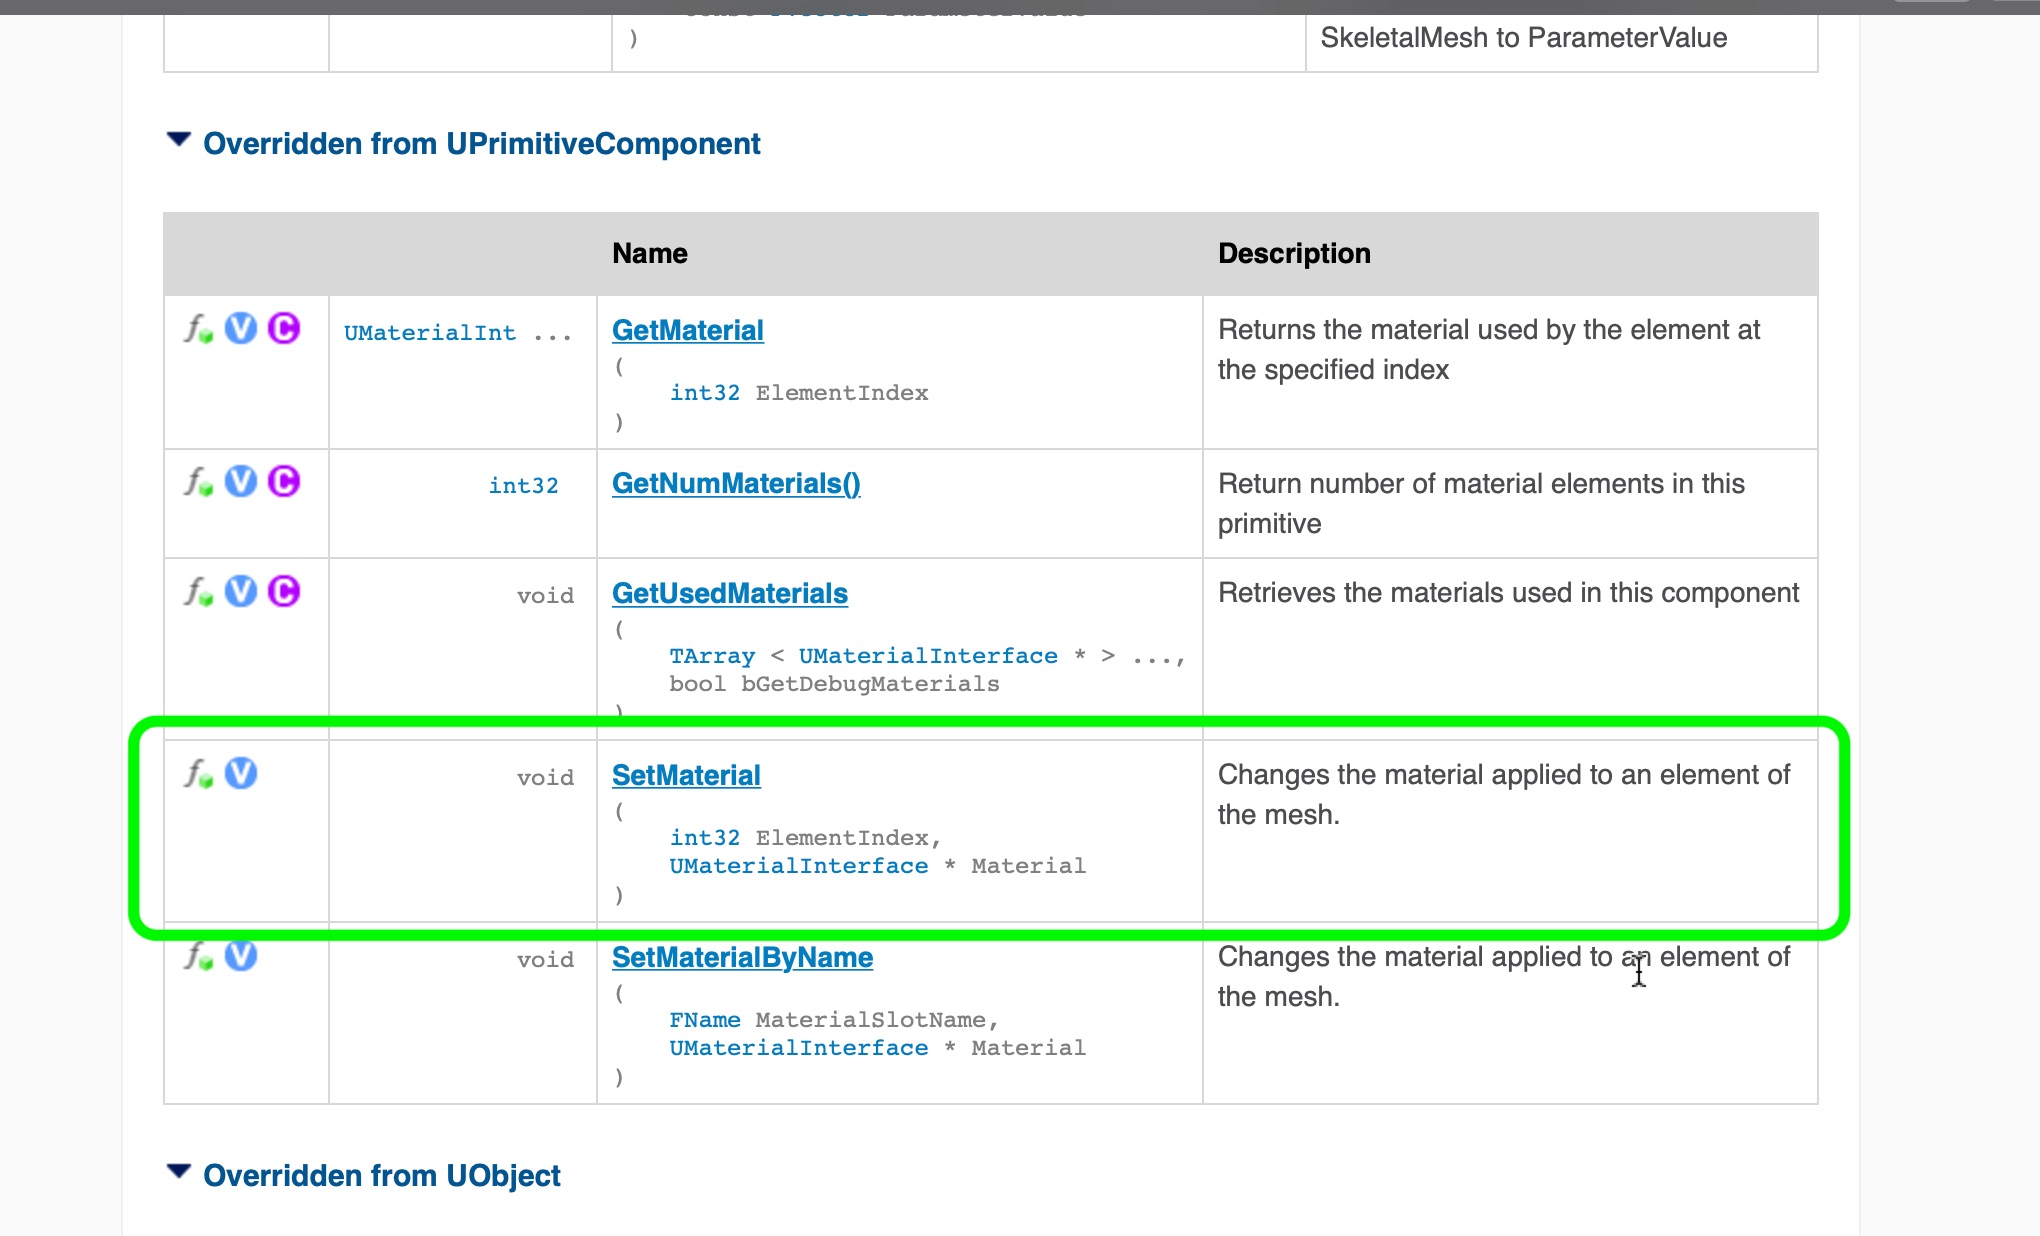 )
SkeletalMesh to ParameterValue
Overridden from UPrimitiveComponent
Name
Description
UMaterialInt ...
GetMaterial
(
int32 ElementIndex
)
Returns the material used by the element at
the specified index
int32
GetNumMaterials()
Return number of material elements in this
primitive
void
GetUsedMaterials
(
TArray < UMaterialInterface * > ...,
bool bGetDebugMaterials
)
Retrieves the materials used in this component
void
SetMaterial
(
int32 ElementIndex,
UMaterialInterface * Material
)
Changes the material applied to an element of
the mesh.
void
SetMaterialByName
(
FName MaterialSlotName,
UMaterialInterface * Material
)
Changes the material applied to an element of
the mesh.
Overridden from UObject